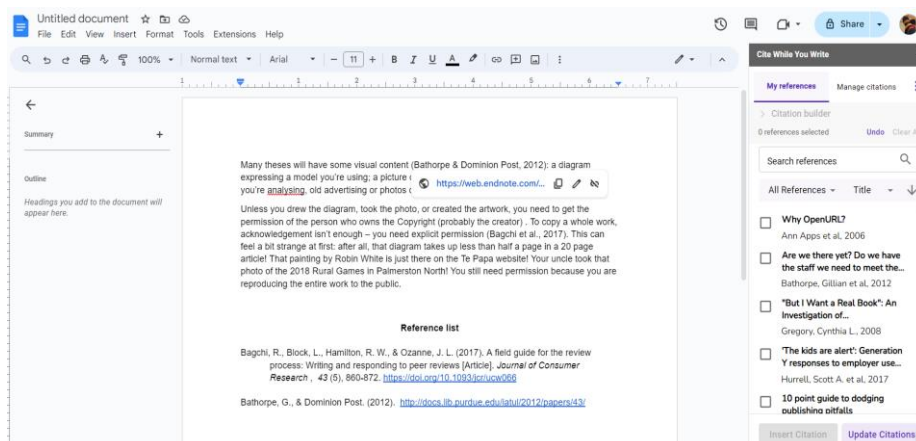 Untitled document
File Edit View Insert Format Tools Extensions Help
Share
100% Normal text Arial 11 B I U A
1 1 2 3 4 5 6 7
Cite While You Write
My references Manage citations
Citation builder
0 references selected Undo Clear A
Search references
All References Title
Why OpenURL?
Ann Apps et al, 2006
Are we there yet? Do we have
the staff we need to meet the...
Bathorpe, Gillian et al, 2012
"But I Want a Real Book": An
Investigation of...
Gregory, Cynthia L., 2008
'The kids are alert': Generation
Y responses to employer use...
Hurrell, Scott A. et al, 2017
10 point guide to dodging
publishing pitfalls
Insert Citation Update Citations
Summary
Outline
Headings you add to the document will
appear here.
Many theses will have some visual content (Bathorpe & Dominion Post, 2012): a diagram
expressing a model you're using; a picture
you're analysing, old advertising or photos
https://web.endnote.com/...
Unless you drew the diagram, took the photo, or created the artwork, you need to get the
permission of the person who owns the Copyright (probably the creator) . To copy a whole work,
acknowledgement isn't enough – you need explicit permission (Bagchi et al., 2017). This can
feel a bit strange at first: after all, that diagram takes up less than half a page in a 20 page
article! That painting by Robin White is just there on the Te Papa website! Your uncle took that
photo of the 2018 Rural Games in Palmerston North! You still need permission because you are
reproducing the entire work to the public.
Reference list
Bagchi, R., Block, L., Hamilton, R. W., & Ozanne, J. L. (2017). A field guide for the review
process: Writing and responding to peer reviews [Article]. Journal of Consumer
Research , 43 (5), 860-872. https://doi.org/10.1093/jcr/ucw066
Bathorpe, G., & Dominion Post. (2012). http://docs.lib.purdue.edu/iatul/2012/papers/43/